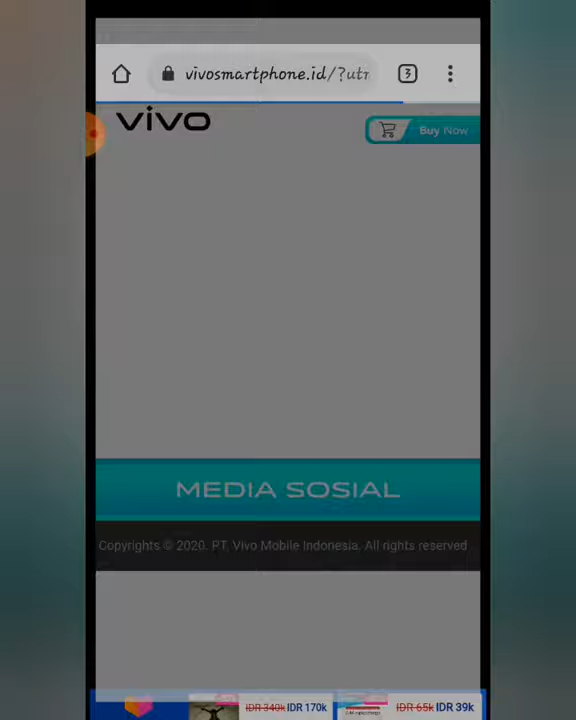 vivosmartphone.id/?utr
3
vivo
Buy Now
MEDIA SOSIAL
Copyrights © 2020. PT. Vivo Mobile Indonesia. All rights reserved
IDR 340k IDR 170k
IDR 65k IDR 39k